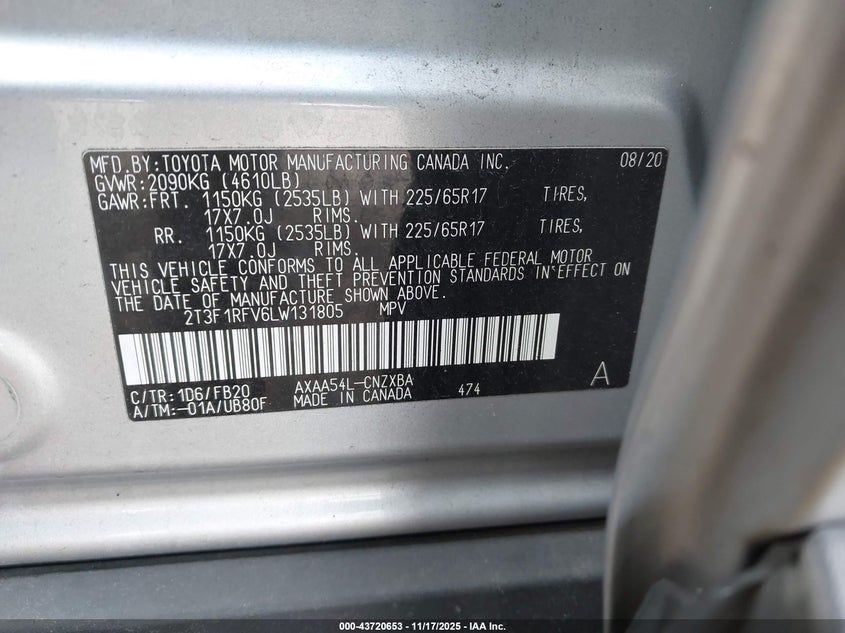 MFD.BY:TOYOTA MOTOR MANUFACTURING CANADA INC. 08/20
GVWR:2090KG (4610LB)
GAWR:FRT. 1150KG (2535LB) WITH 225/65R17 TIRES,
17X7.0J RIMS.
RR. 1150KG (2535LB) WITH 225/65R17 TIRES,
17X7.0J RIMS.
THIS VEHICLE CONFORMS TO ALL APPLICABLE FEDERAL MOTOR
VEHICLE SAFETY AND THEFT PREVENTION STANDARDS IN EFFECT ON
THE DATE OF MANUFACTURE SHOWN ABOVE.
2T3F1RFV6LW131805 MPV
C/TR:1D6/FB20 AXAA54L-CNZXBA 474 A
A/TM:-01A/UB80F MADE IN CANADA
000-43720653 — 11/17/2025 — IAA Inc.